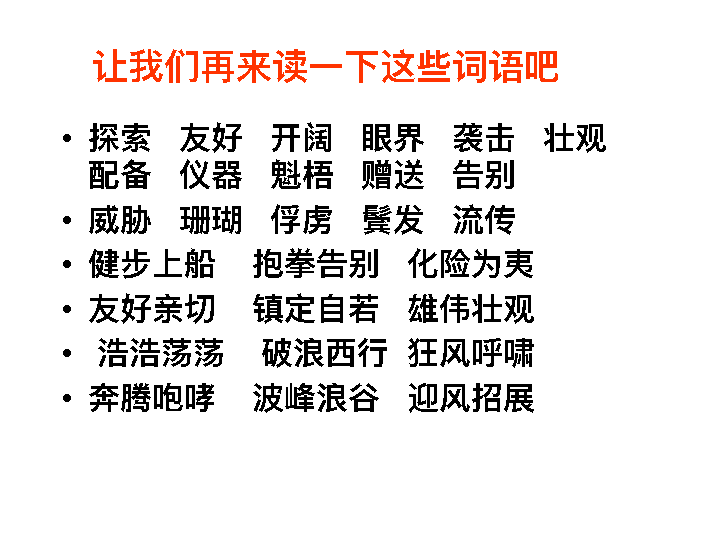 让我们再来读一下这些词语吧
• 探索 友好 开阔 眼界 袭击 壮观
配备 仪器 魁梧 赠送 告别
• 威胁 珊瑚 俘虏 鬓发 流传
• 健步上船 抱拳告别 化险为夷
• 友好亲切 镇定自若 雄伟壮观
• 浩浩荡荡 破浪西行 狂风呼啸
• 奔腾咆哮 波峰浪谷 迎风招展